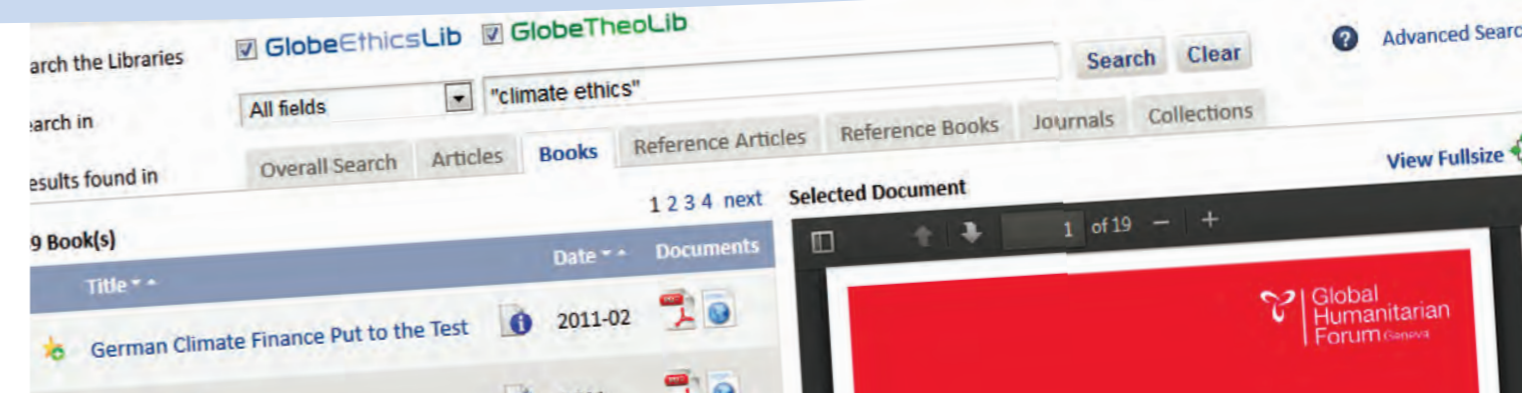 arch the Libraries GlobeEthicsLib GlobeTheoLib
earch in All fields "climate ethics" Search Clear Advanced Searc
esults found in Overall Search Articles Books Reference Articles Reference Books Journals Collections
9 Book(s) 1 2 3 4 next Selected Document View Fullsize
Title Date Documents 1 of 19
German Climate Finance Put to the Test 2011-02
Global
Humanitarian
Forum Geneva